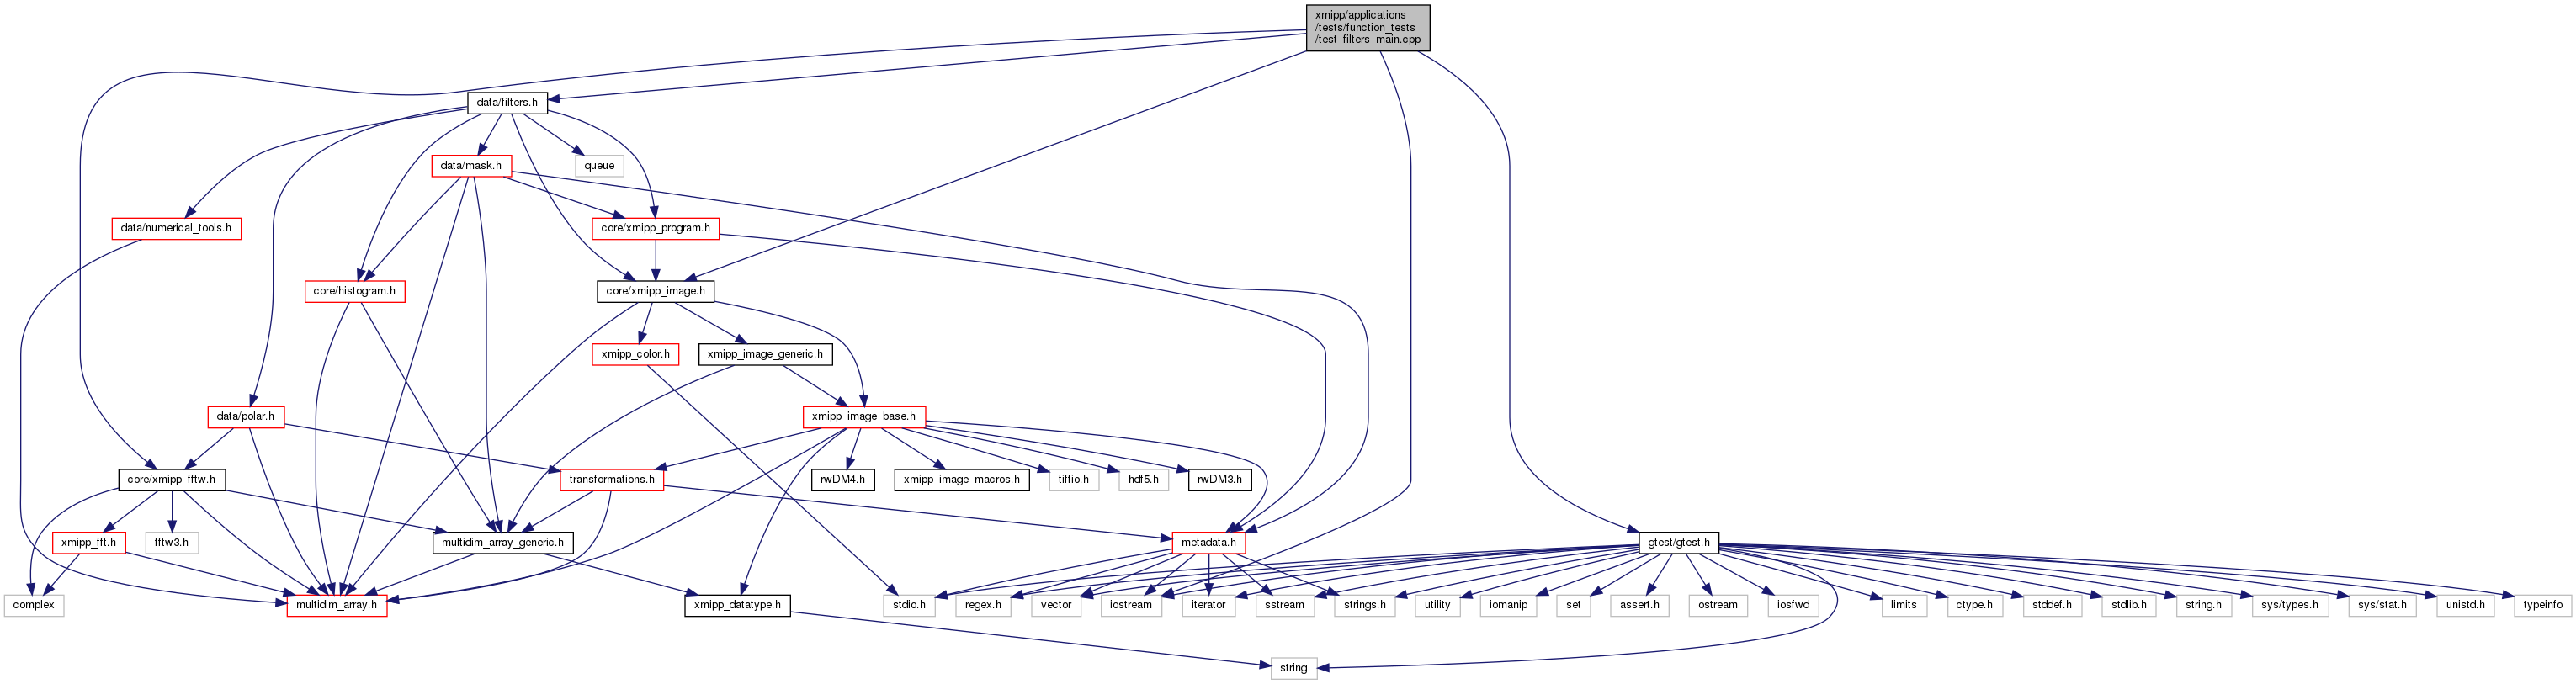 xmipp/applications
/tests/function_tests
/test_filters_main.cpp
data/filters.h
data/mask.h
queue
data/numerical_tools.h
core/xmipp_program.h
core/histogram.h
core/xmipp_image.h
xmipp_color.h
xmipp_image_generic.h
data/polar.h
xmipp_image_base.h
core/xmipp_fftw.h
transformations.h
rwDM4.h
xmipp_image_macros.h
tiffio.h
hdf5.h
rwDM3.h
xmipp_fft.h
fftw3.h
multidim_array_generic.h
metadata.h
gtest/gtest.h
complex
multidim_array.h
xmipp_datatype.h
stdio.h
regex.h
vector
iostream
iterator
sstream
strings.h
utility
iomanip
set
assert.h
ostream
iosfwd
limits
ctype.h
stddef.h
stdlib.h
string.h
sys/types.h
sys/stat.h
unistd.h
typeinfo
string